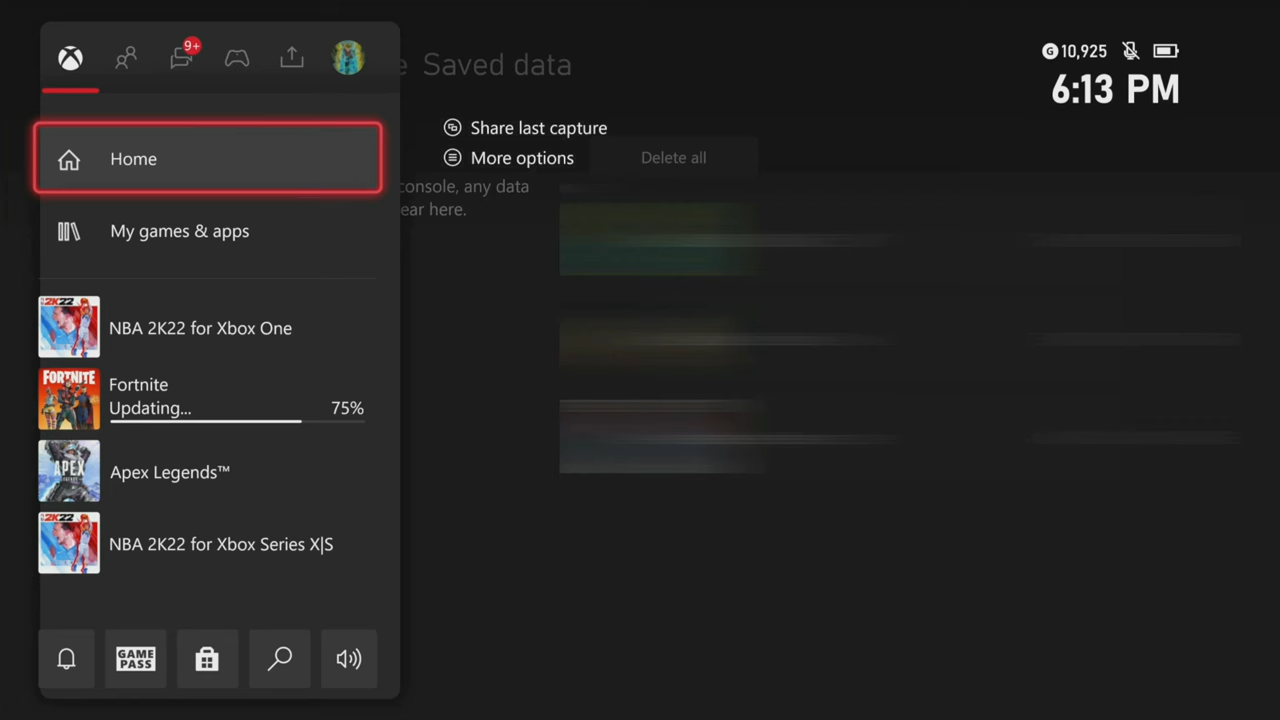 9+
e Saved data
G 10,925
6:13 PM
Share last capture
More options
Delete all
Home
console, any data
ear here.
My games & apps
2K22
NBA 2K22 for Xbox One
FORTNITE
Fortnite
Updating... 75%
APEX
Apex Legends™
2K22
NBA 2K22 for Xbox Series X|S
GAME
PASS